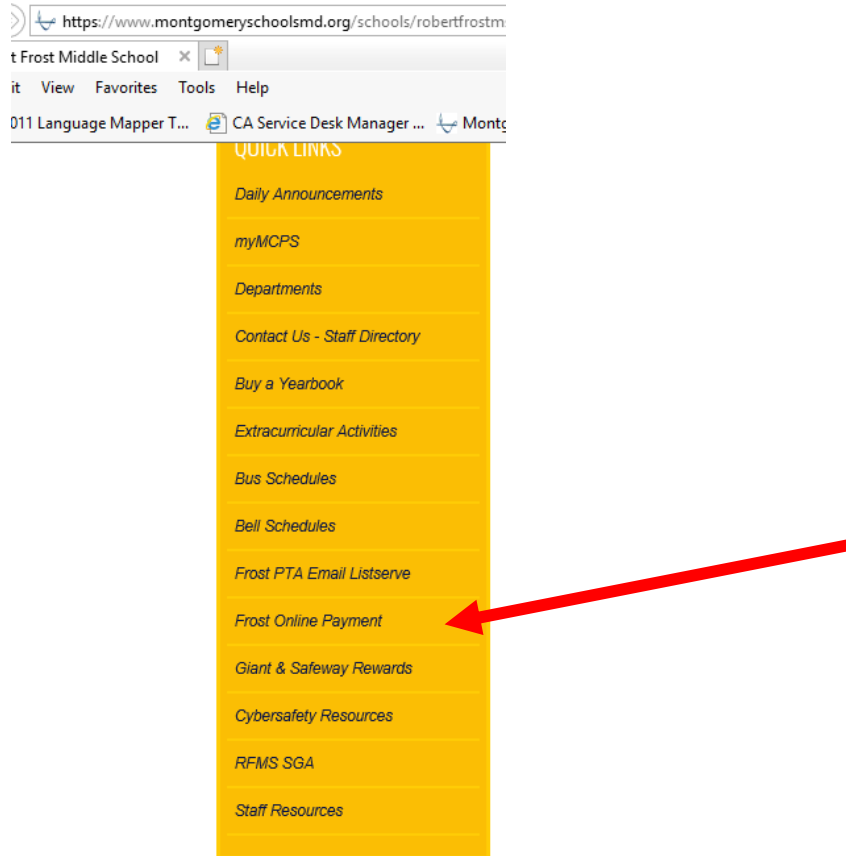 https://www.montgomeryschoolsmd.org/schools/robertfrostm
t Frost Middle School
it View Favorites Tools Help
011 Language Mapper T... CA Service Desk Manager ... Montg
QUICK LINKS
Daily Announcements
myMCPS
Departments
Contact Us - Staff Directory
Buy a Yearbook
Extracurricular Activities
Bus Schedules
Bell Schedules
Frost PTA Email Listserve
Frost Online Payment
Giant & Safeway Rewards
Cybersafety Resources
RFMS SGA
Staff Resources